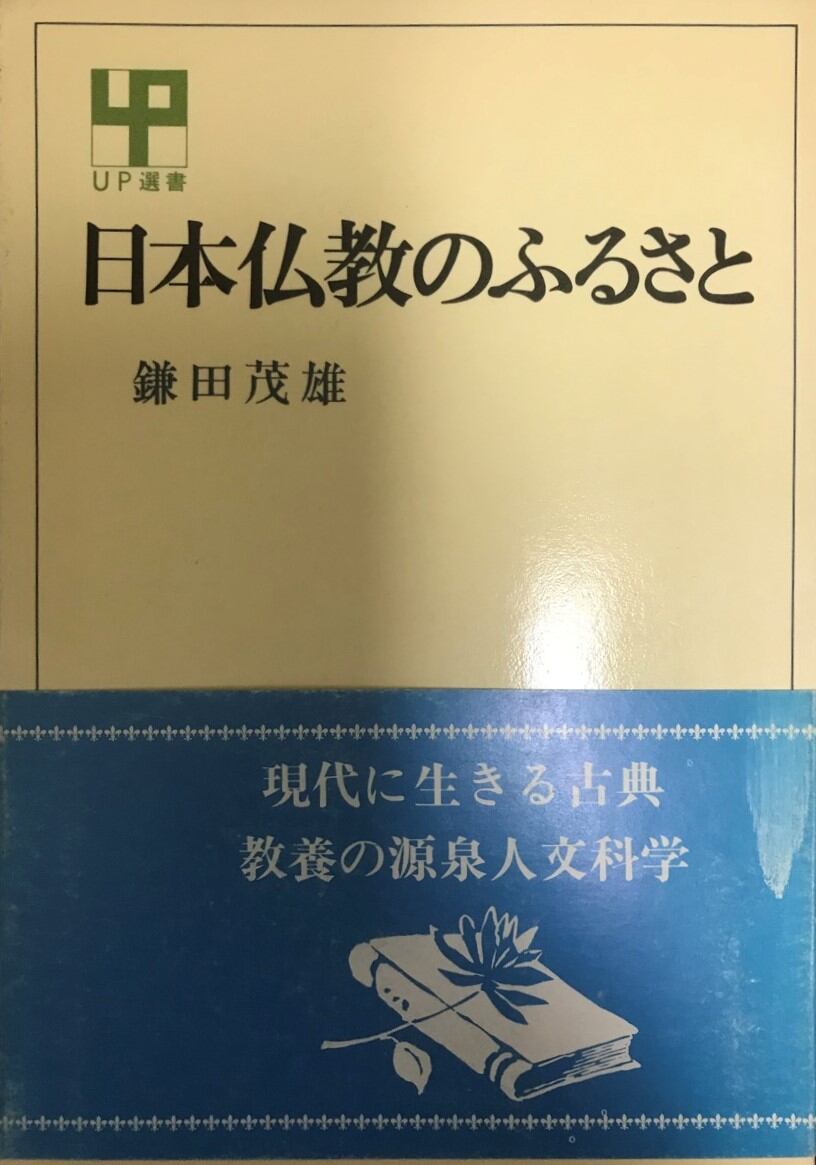 UP選書
日本仏教のふるさと
鎌田茂雄
現代に生きる古典
教養の源泉人文科学